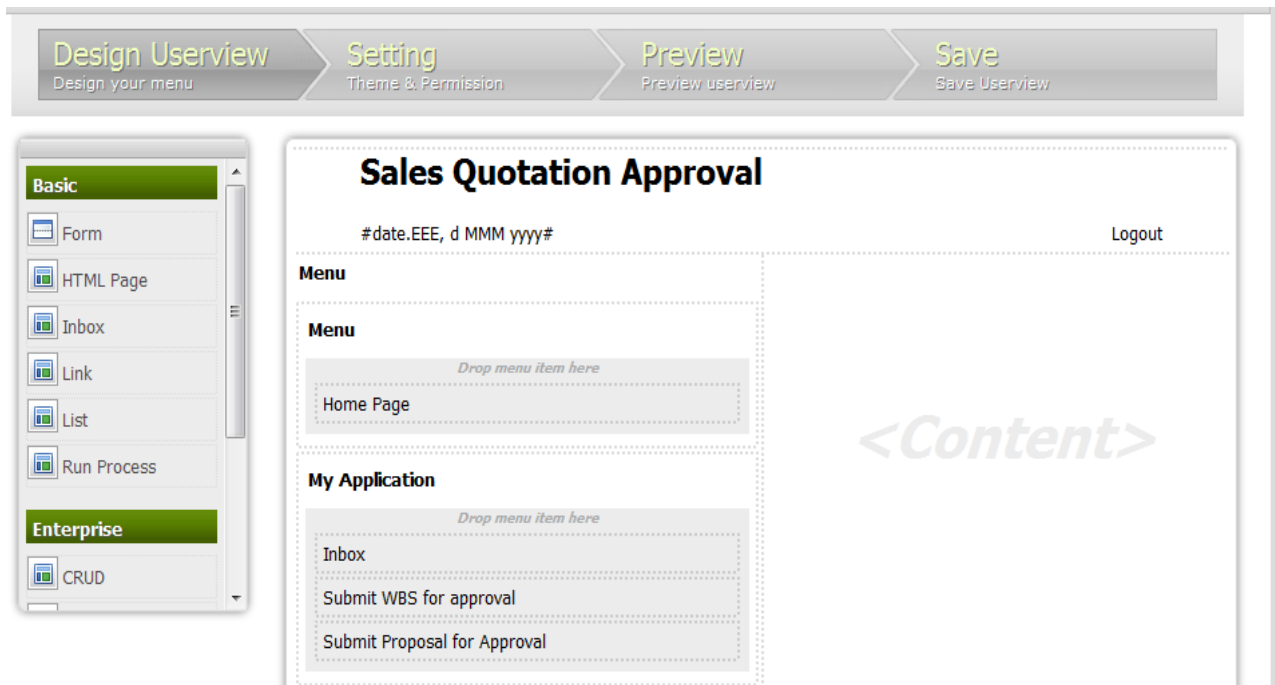 Design Userview
Design your menu
Setting
Theme & Permission
Preview
Preview userview
Save
Save Userview
Basic
Form
HTML Page
Inbox
Link
List
Run Process
Enterprise
CRUD
Sales Quotation Approval
#date.EEE, d MMM yyyy#
Logout
Menu
Menu
Drop menu item here
Home Page
My Application
Drop menu item here
Inbox
Submit WBS for approval
Submit Proposal for Approval
<Content>